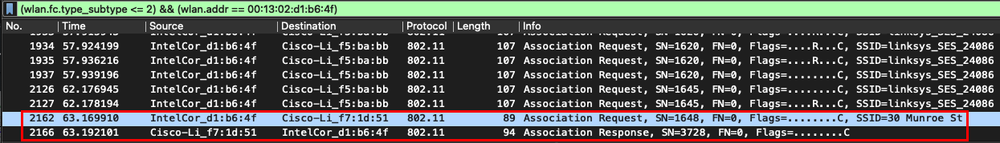 (wlan.fc.type_subtype <= 2) && (wlan.addr == 00:13:02:d1:b6:4f)
No. Time Source Destination Protocol Length Info
1934 57.924199 IntelCor_d1:b6:4f Cisco-Li_f5:ba:bb 802.11 107 Association Request, SN=1620, FN=0, Flags=....R...C, SSID=linksys_SES_24086
1935 57.936216 IntelCor_d1:b6:4f Cisco-Li_f5:ba:bb 802.11 107 Association Request, SN=1620, FN=0, Flags=....R...C, SSID=linksys_SES_24086
1937 57.939196 IntelCor_d1:b6:4f Cisco-Li_f5:ba:bb 802.11 107 Association Request, SN=1620, FN=0, Flags=....R...C, SSID=linksys_SES_24086
2126 62.176945 IntelCor_d1:b6:4f Cisco-Li_f5:ba:bb 802.11 107 Association Request, SN=1645, FN=0, Flags=........C, SSID=linksys_SES_24086
2127 62.178194 IntelCor_d1:b6:4f Cisco-Li_f5:ba:bb 802.11 107 Association Request, SN=1645, FN=0, Flags=....R...C, SSID=linksys_SES_24086
2162 63.169910 IntelCor_d1:b6:4f Cisco-Li_f7:1d:51 802.11 89 Association Request, SN=1648, FN=0, Flags=........C, SSID=30 Munroe St
2166 63.192101 Cisco-Li_f7:1d:51 IntelCor_d1:b6:4f 802.11 94 Association Response, SN=3728, FN=0, Flags=........C